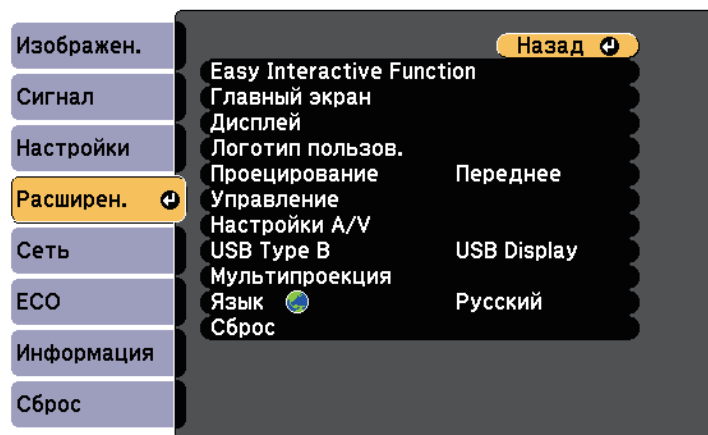 Изображен.
Сигнал
Настройки
Расширен.
Сеть
ECO
Информация
Сброс
Назад
Easy Interactive Function
Главный экран
Дисплей
Логотип пользов.
Проецирование Переднее
Управление
Настройки A/V
USB Type B USB Display
Мультипроекция
Язык Русский
Сброс